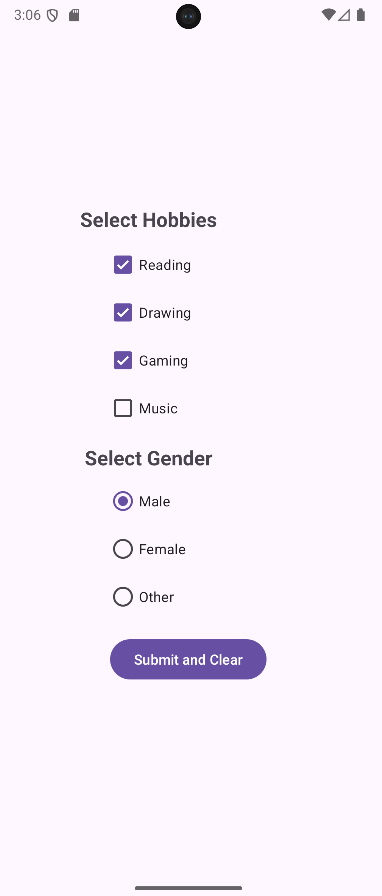 3:06
Select Hobbies
Reading
Drawing
Gaming
Music
Select Gender
Male
Female
Other
Submit and Clear